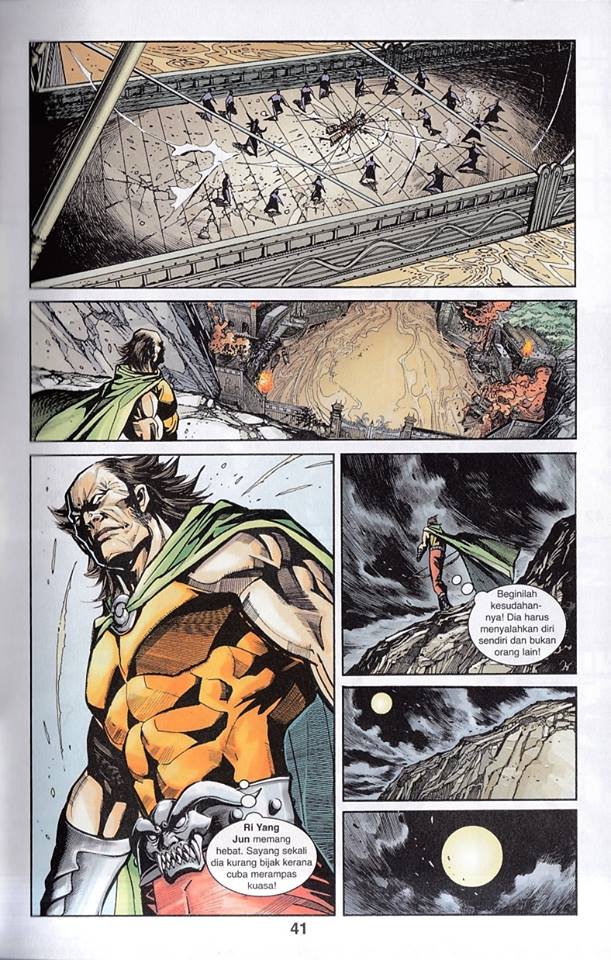 Ri Yang
Jun memang
hebat. Sayang sekali
dia kurang bijak kerana
cuba merampas
kuasa!
Beginilah
kesudahan-
nya! Dia harus
menyalahkan diri
sendiri dan bukan
orang lain!
41